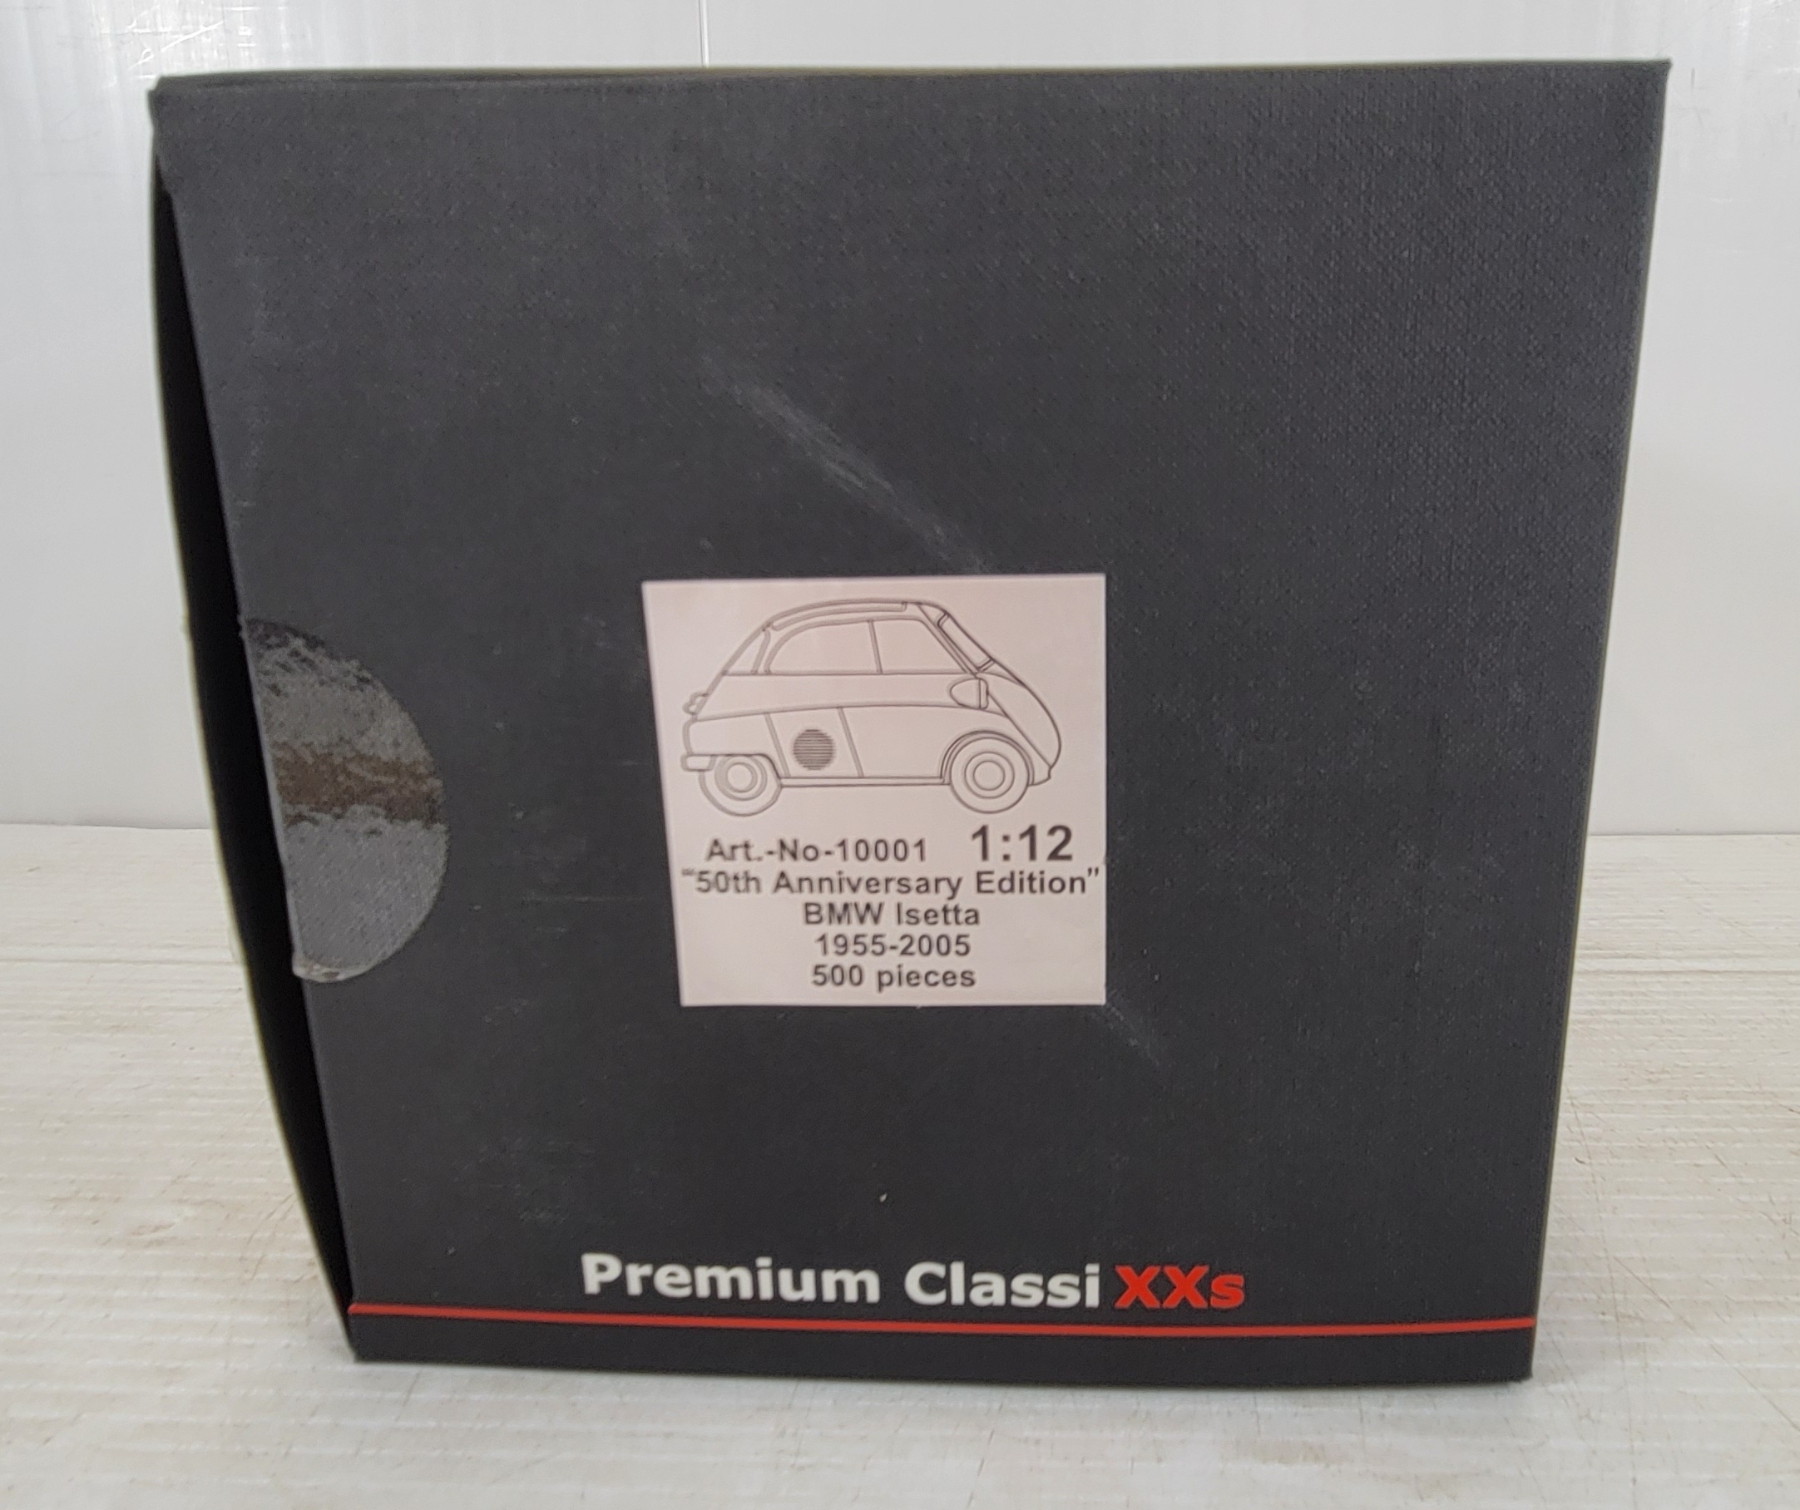 Art.-No-10001 1:12
"50th Anniversary Edition"
BMW Isetta
1955-2005
500 pieces
Premium ClassiXXs